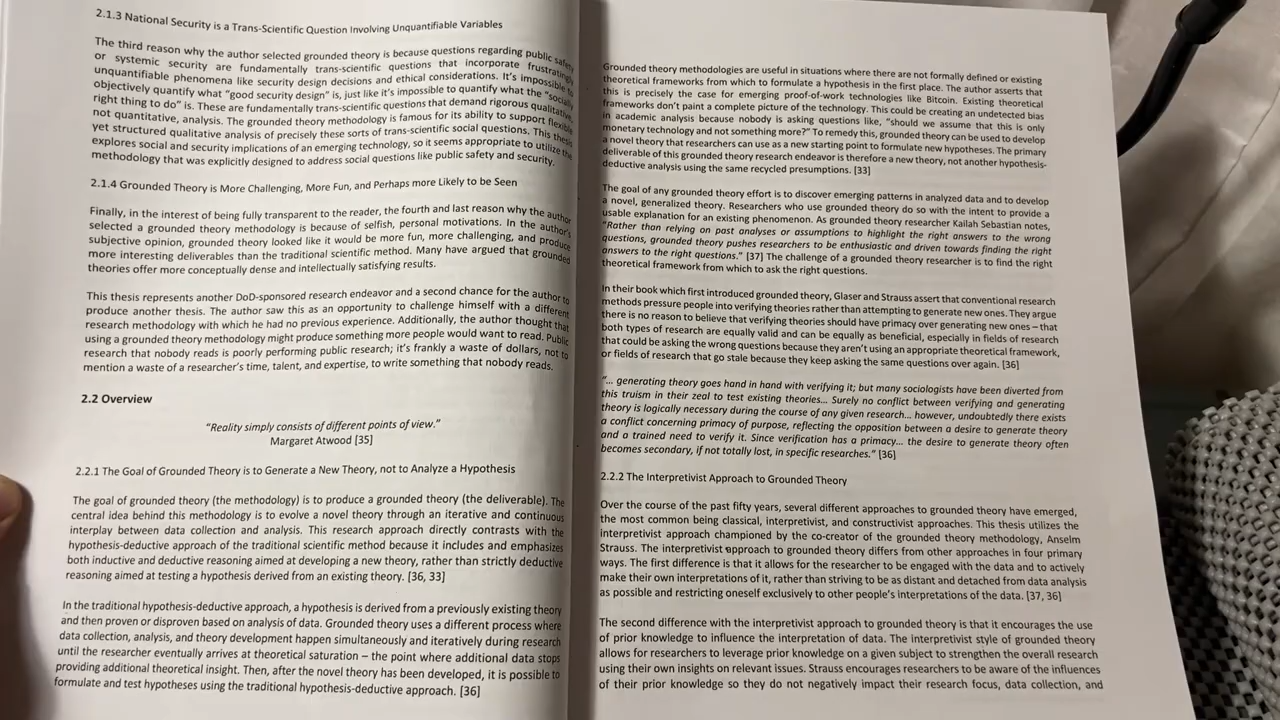 2.1.3 National Security is a Trans-Scientific Question Involving Unquantifiable Variables
The third reason why the author selected grounded theory is because questions regarding public safety
or systemic security are fundamentally trans-scientific questions that incorporate frustratingly
unquantifiable phenomena like security design decisions and ethical considerations. It's impossible to
objectively quantify what “good security design” is, just like it's impossible to quantify what the “socially
right thing to do” is. These are fundamentally trans-scientific questions that demand rigorous qualitative,
not quantitative, analysis. The grounded theory methodology is famous for its ability to support flexible
yet structured qualitative analysis of precisely these sorts of trans-scientific social questions. This thesis
explores social and security implications of an emerging technology, so it seems appropriate to utilize the
methodology that was explicitly designed to address social questions like public safety and security.
2.1.4 Grounded Theory is More Challenging, More Fun, and Perhaps more Likely to be Seen
Finally, in the interest of being fully transparent to the reader, the fourth and last reason why the author
selected a grounded theory methodology is because of selfish, personal motivations. In the author's
subjective opinion, grounded theory looked like it would be more fun, more challenging, and produce
more interesting deliverables than the traditional scientific method. Many have argued that grounded
theories offer more conceptually dense and intellectually satisfying results.
This thesis represents another DoD-sponsored research endeavor and a second chance for the author to
produce another thesis. The author saw this as an opportunity to challenge himself with a different
research methodology with which he had no previous experience. Additionally, the author thought that
using a grounded theory methodology might produce something more people would want to read. Public
research that nobody reads is poorly performing public research; it's frankly a waste of dollars, not to
mention a waste of a researcher's time, talent, and expertise, to write something that nobody reads.
2.2 Overview
“Reality simply consists of different points of view.”
Margaret Atwood [35]
2.2.1 The Goal of Grounded Theory is to Generate a New Theory, not to Analyze a Hypothesis
The goal of grounded theory (the methodology) is to produce a grounded theory (the deliverable). The
central idea behind this methodology is to evolve a novel theory through an iterative and continuous
interplay between data collection and analysis. This research approach directly contrasts with the
hypothesis-deductive approach of the traditional scientific method because it includes and emphasizes
both inductive and deductive reasoning aimed at developing a new theory, rather than strictly deductive
reasoning aimed at testing a hypothesis derived from an existing theory. [36, 33]
In the traditional hypothesis-deductive approach, a hypothesis is derived from a previously existing theory
and then proven or disproven based on analysis of data. Grounded theory uses a different process where
data collection, analysis, and theory development happen simultaneously and iteratively during research
until the researcher eventually arrives at theoretical saturation – the point where additional data stops
providing additional theoretical insight. Then, after the novel theory has been developed, it is possible to
formulate and test hypotheses using the traditional hypothesis-deductive approach. [36]
Grounded theory methodologies are useful in situations where there are not formally defined or existing
theoretical frameworks from which to formulate a hypothesis in the first place. The author asserts that
this is precisely the case for emerging proof-of-work technologies like Bitcoin. Existing theoretical
frameworks don't paint a complete picture of the technology. This could be creating an undetected bias
in academic analysis because nobody is asking questions like, “should we assume that this is only
monetary technology and not something more?” To remedy this, grounded theory can be used to develop
a novel theory that researchers can use as a new starting point to formulate new hypotheses. The primary
deliverable of this grounded theory research endeavor is therefore a new theory, not another hypothesis-
deductive analysis using the same recycled presumptions. [33]
The goal of any grounded theory effort is to discover emerging patterns in analyzed data and to develop
a novel, generalized theory. Researchers who use grounded theory do so with the intent to provide a
usable explanation for an existing phenomenon. As grounded theory researcher Kailah Sebastian notes,
“Rather than relying on past analyses or assumptions to highlight the right answers to the wrong
questions, grounded theory pushes researchers to be enthusiastic and driven towards finding the right
answers to the right questions.” [37] The challenge of a grounded theory researcher is to find the right
theoretical framework from which to ask the right questions.
In their book which first introduced grounded theory, Glaser and Strauss assert that conventional research
methods pressure people into verifying theories rather than attempting to generate new ones. They argue
there is no reason to believe that verifying theories should have primacy over generating new ones – that
both types of research are equally valid and can be equally as beneficial, especially in fields of research
that could be asking the wrong questions because they aren't using an appropriate theoretical framework,
or fields of research that go stale because they keep asking the same questions over again. [36]
“… generating theory goes hand in hand with verifying it; but many sociologists have been diverted from
this truism in their zeal to test existing theories… Surely no conflict between verifying and generating
theory is logically necessary during the course of any given research… however, undoubtedly there exists
a conflict concerning primacy of purpose, reflecting the opposition between a desire to generate theory
and a trained need to verify it. Since verification has a primacy… the desire to generate theory often
becomes secondary, if not totally lost, in specific researches.” [36]
2.2.2 The Interpretivist Approach to Grounded Theory
Over the course of the past fifty years, several different approaches to grounded theory have emerged,
the most common being classical, interpretivist, and constructivist approaches. This thesis utilizes the
interpretivist approach championed by the co-creator of the grounded theory methodology, Anselm
Strauss. The interpretivist approach to grounded theory differs from other approaches in four primary
ways. The first difference is that it allows for the researcher to be engaged with the data and to actively
make their own interpretations of it, rather than striving to be as distant and detached from data analysis
as possible and restricting oneself exclusively to other people's interpretations of the data. [37, 36]
The second difference with the interpretivist approach to grounded theory is that it encourages the use
of prior knowledge to influence the interpretation of data. The interpretivist style of grounded theory
allows for researchers to leverage prior knowledge on a given subject to strengthen the overall research
using their own insights on relevant issues. Strauss encourages researchers to be aware of the influences
of their prior knowledge so they do not negatively impact their research focus, data collection, and